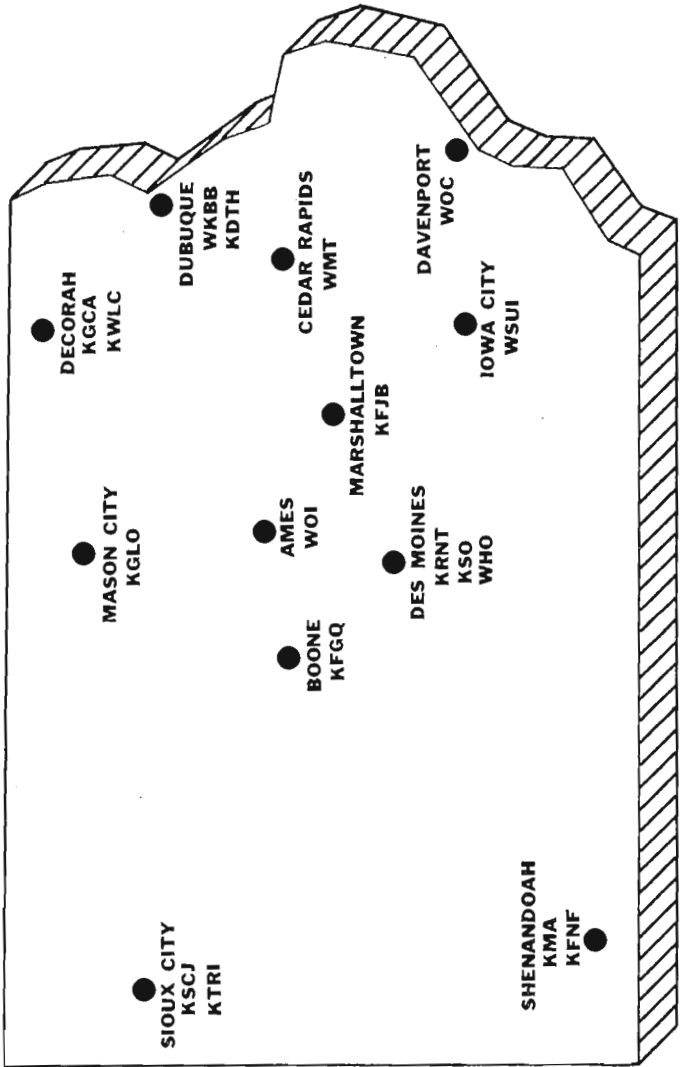 DECORAH
KGCA
KWLC
MASON CITY
KGLO
SIOUX CITY
KSCJ
KTRI
DUBUQUE
WKBB
KDTH
CEDAR RAPIDS
WMT
AMES
WOI
BOONE
KFGQ
MARSHALLTOWN
KFJB
DAVENPORT
WOC
IOWA CITY
WSUI
DES MOINES
KRNT
KSO
WHO
SHENANDOAH
KMA
KFNF